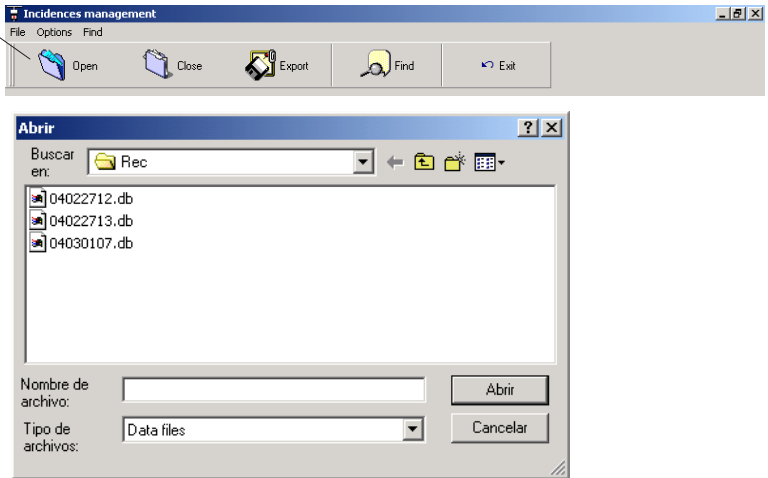 Incidences management
File Options Find
Open Close Export Find Exit
Abrir
Buscar
en:
Rec
04022712.db
04022713.db
04030107.db
Nombre de
archivo:
Abrir
Tipo de
archivos:
Data files
Cancelar